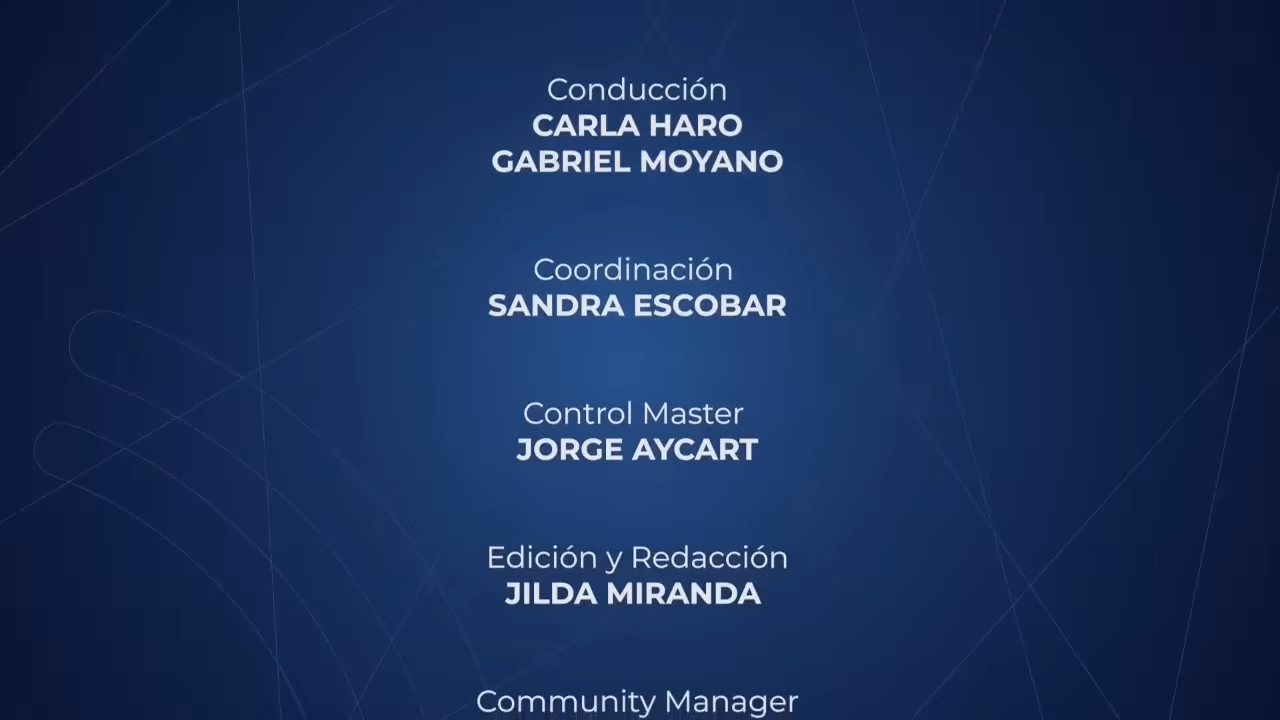 Conducción
CARLA HARO
GABRIEL MOYANO
Coordinación
SANDRA ESCOBAR
Control Master
JORGE AYCART
Edición y Redacción
JILDA MIRANDA
Community Manager